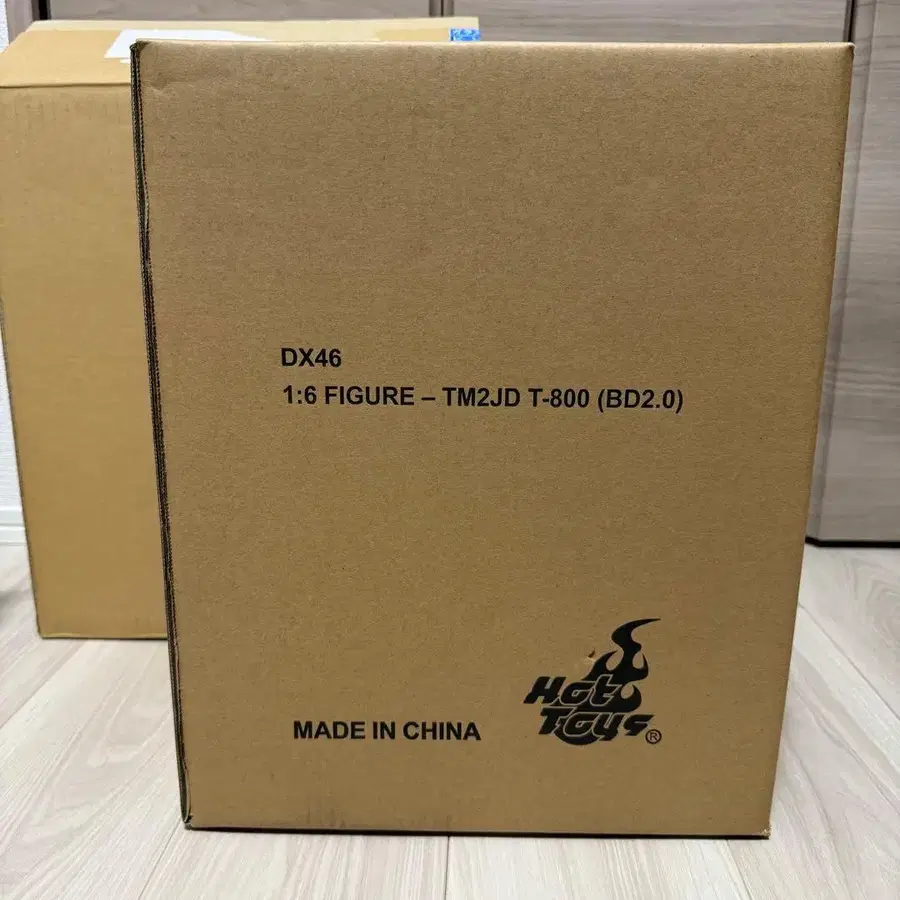 DX46
1:6 FIGURE – TM2JD T-800 (BD2.0)
Hot
Toys ®
MADE IN CHINA